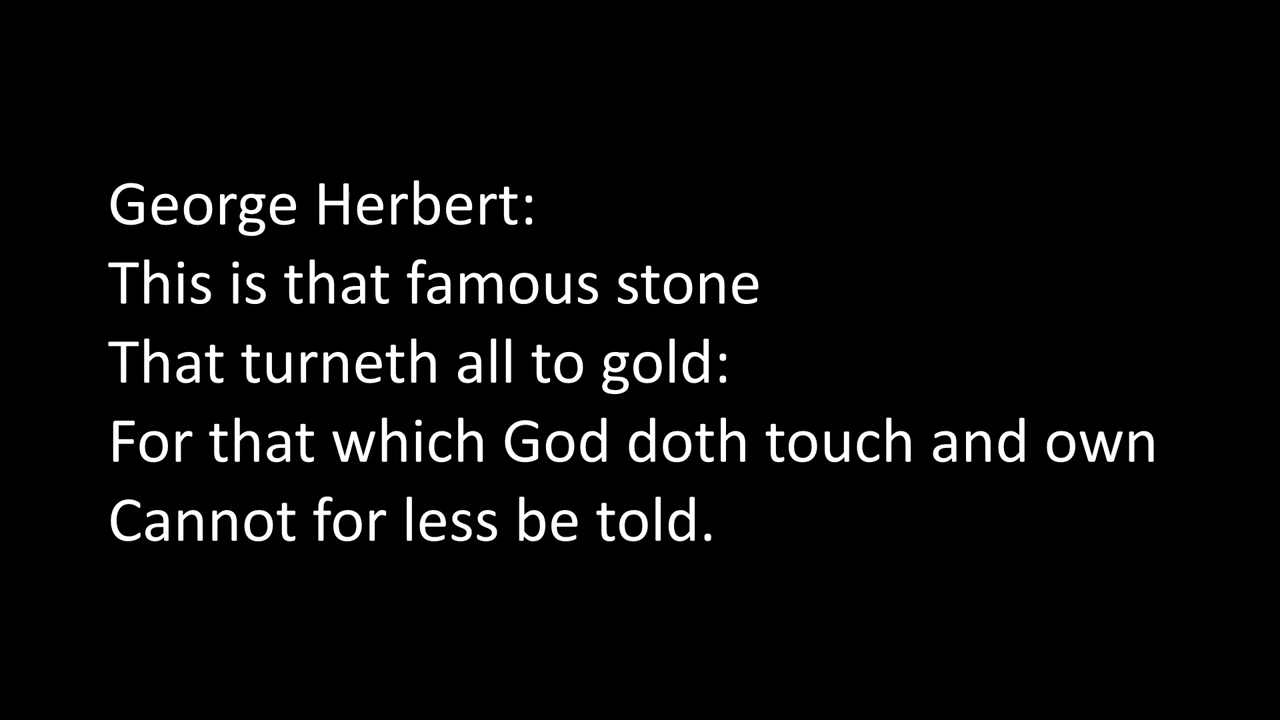 George Herbert:
This is that famous stone
That turneth all to gold:
For that which God doth touch and own
Cannot for less be told.